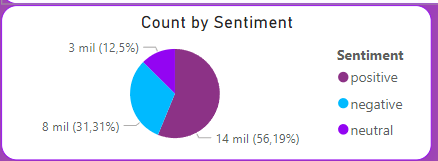 Count by Sentiment
3 mil (12,5%)
Sentiment
positive
negative
neutral
8 mil (31,31%)
14 mil (56,19%)